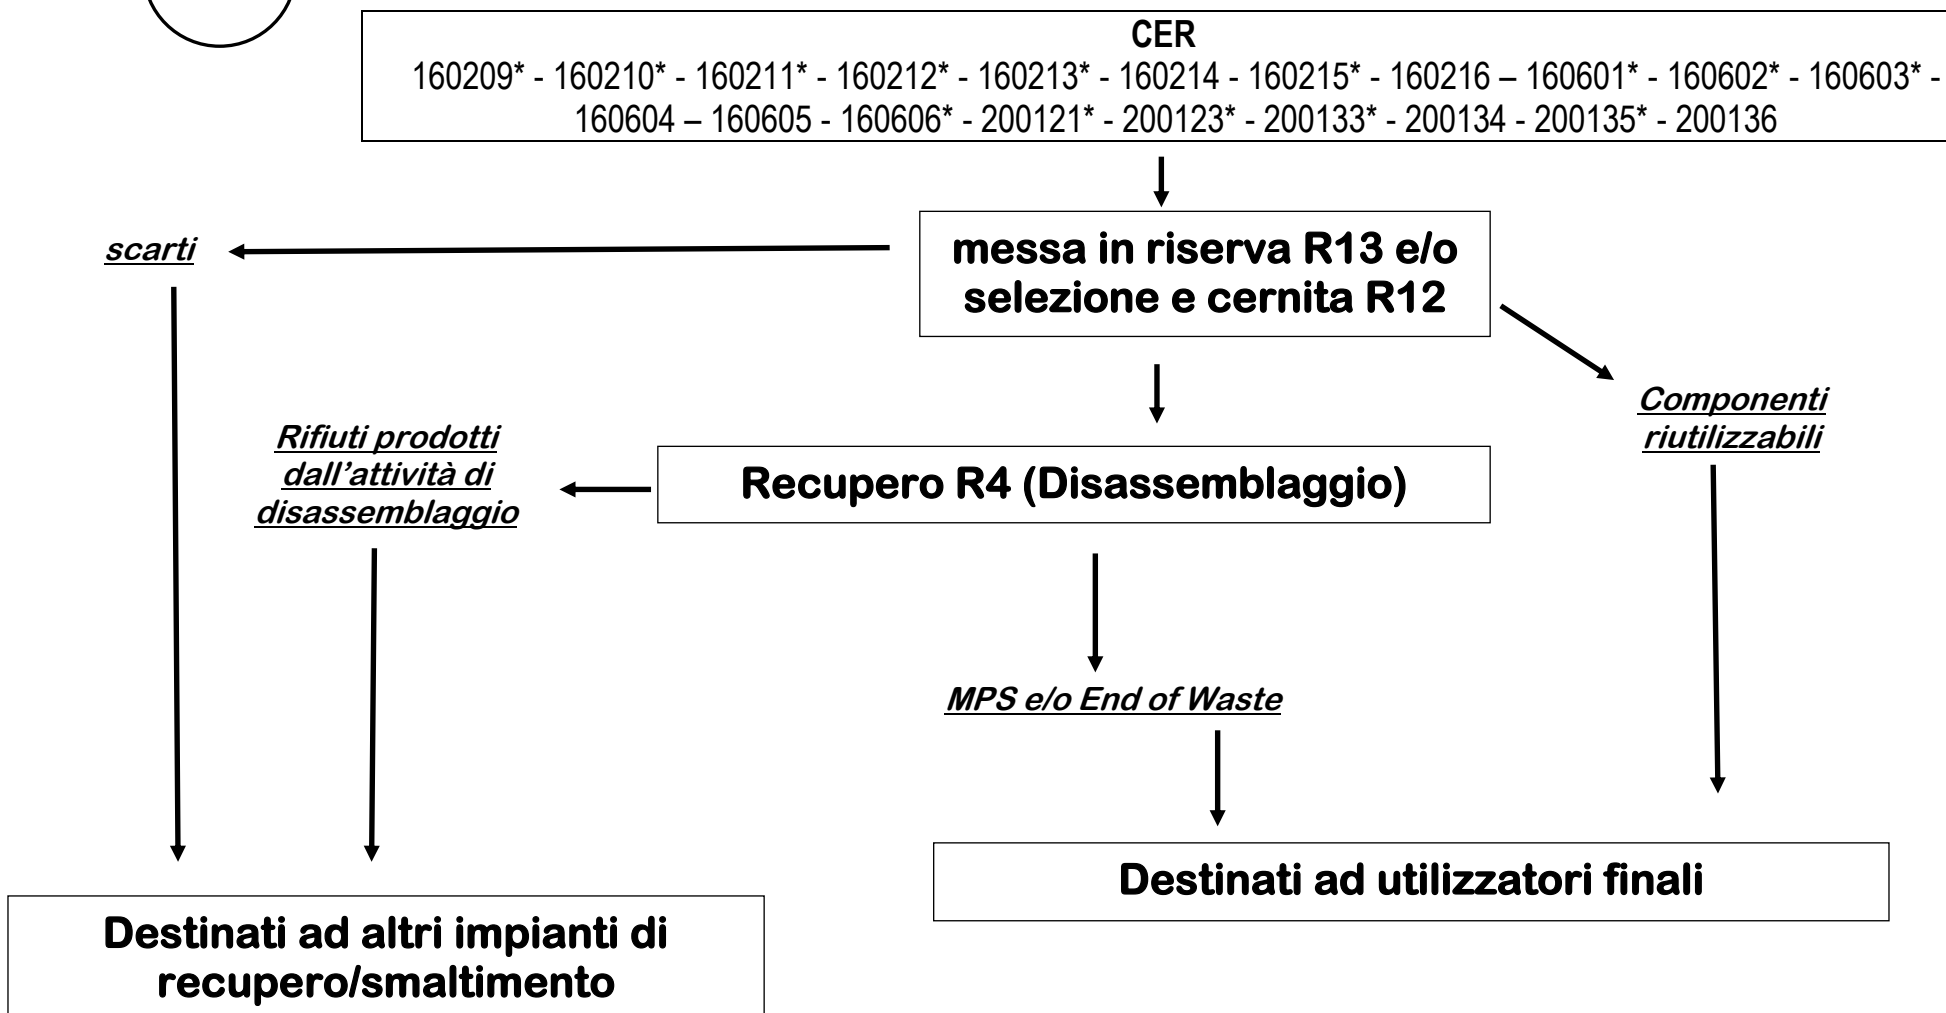 CER
160209* - 160210* - 160211* - 160212* - 160213* - 160214 - 160215* - 160216 – 160601* - 160602* - 160603* -
160604 – 160605 - 160606* - 200121* - 200123* - 200133* - 200134 - 200135* - 200136
scarti
messa in riserva R13 e/o
selezione e cernita R12
Componenti
riutilizzabili
Rifiuti prodotti
dall’attività di
disassemblaggio
Recupero R4 (Disassemblaggio)
MPS e/o End of Waste
Destinati ad utilizzatori finali
Destinati ad altri impianti di
recupero/smaltimento